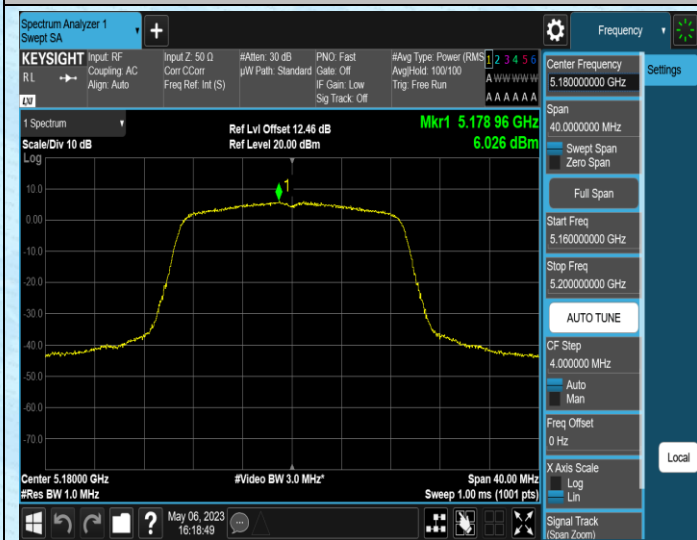 Spectrum Analyzer 1
Swept SA
+
Frequency
KEYSIGHT
R L
LXI
Input: RF
Coupling: AC
Align: Auto
Input Z: 50 Ω
Corr CCorr
Freq Ref: Int (S)
#Atten: 30 dB
µW Path: Standard
PNO: Fast
Gate: Off
IF Gain: Low
Sig Track: Off
#Avg Type: Power (RMS
Avg|Hold: 100/100
Trig: Free Run
1 2 3 4 5 6
A W W W W W
A A A A A A
1 Spectrum
Scale/Div 10 dB
Log
Ref Lvl Offset 12.46 dB
Ref Level 20.00 dBm
Mkr1 5.178 96 GHz
6.026 dBm
1
10.0
0.00
-10.0
-20.0
-30.0
-40.0
-50.0
-60.0
-70.0
Center 5.18000 GHz
#Res BW 1.0 MHz
#Video BW 3.0 MHz*
Span 40.00 MHz
Sweep 1.00 ms (1001 pts)
?
May 06, 2023
16:18:49
Center Frequency
5.180000000 GHz
Settings
Span
40.0000000 MHz
Swept Span
Zero Span
Full Span
Start Freq
5.160000000 GHz
Stop Freq
5.200000000 GHz
AUTO TUNE
CF Step
4.000000 MHz
Auto
Man
Freq Offset
0 Hz
X Axis Scale
Log
Lin
Local
Signal Track
(Span Zoom)